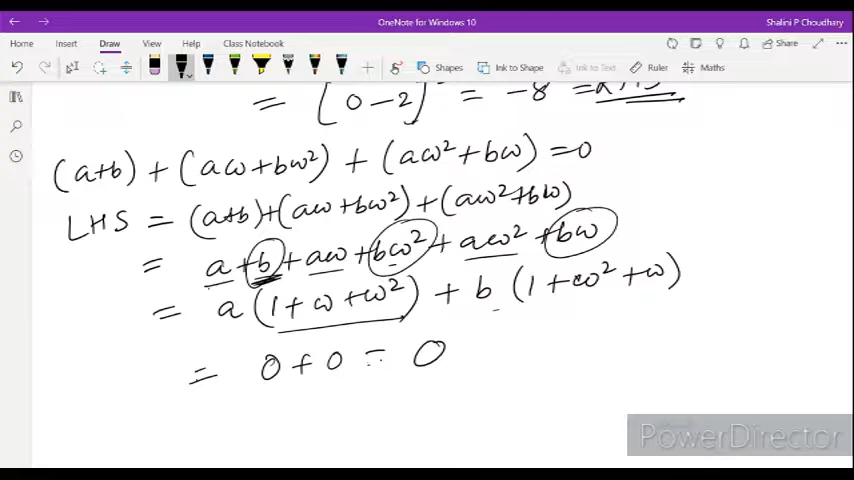 OneNote for Windows 10
Shalini P Choudhary
Home Insert Draw View Help Class Notebook Share
Shapes Ink to Shape Ink to Text Ruler Maths
= [0-2] = -8 =
(a+b) + (aω+bω²) + (aω²+bω) = 0
LHS = (a+b)+(aω+bω²)+(aω²+bω)
= a+b+aω+bω²+aω²+bω
= a(1+ω+ω²) + b(1+ω²+ω)
= 0+0 = 0
PowerDirector